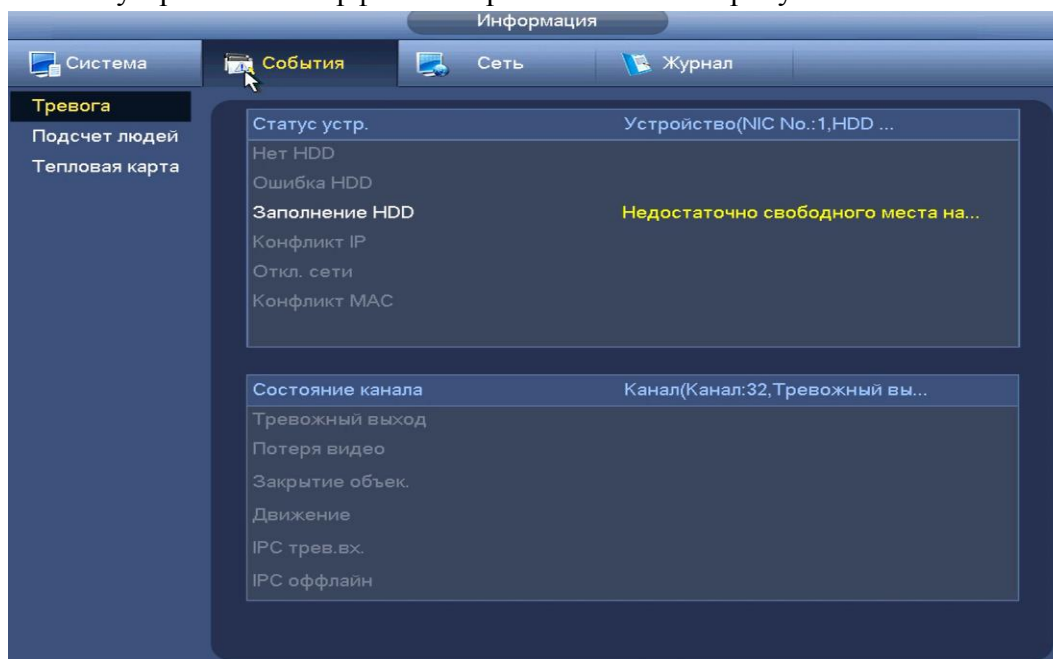 Информация
Система События Сеть Журнал
Тревога
Подсчет людей
Тепловая карта
Статус устр. Устройство(NIC No.:1,HDD ...
Нет HDD
Ошибка HDD
Заполнение HDD Недостаточно свободного места на...
Конфликт IP
Откл. сети
Конфликт MAC
Состояние канала Канал(Канал:32,Тревожный вы...
Тревожный выход
Потеря видео
Закрытие объек.
Движение
IPC трев.вх.
IPC оффлайн